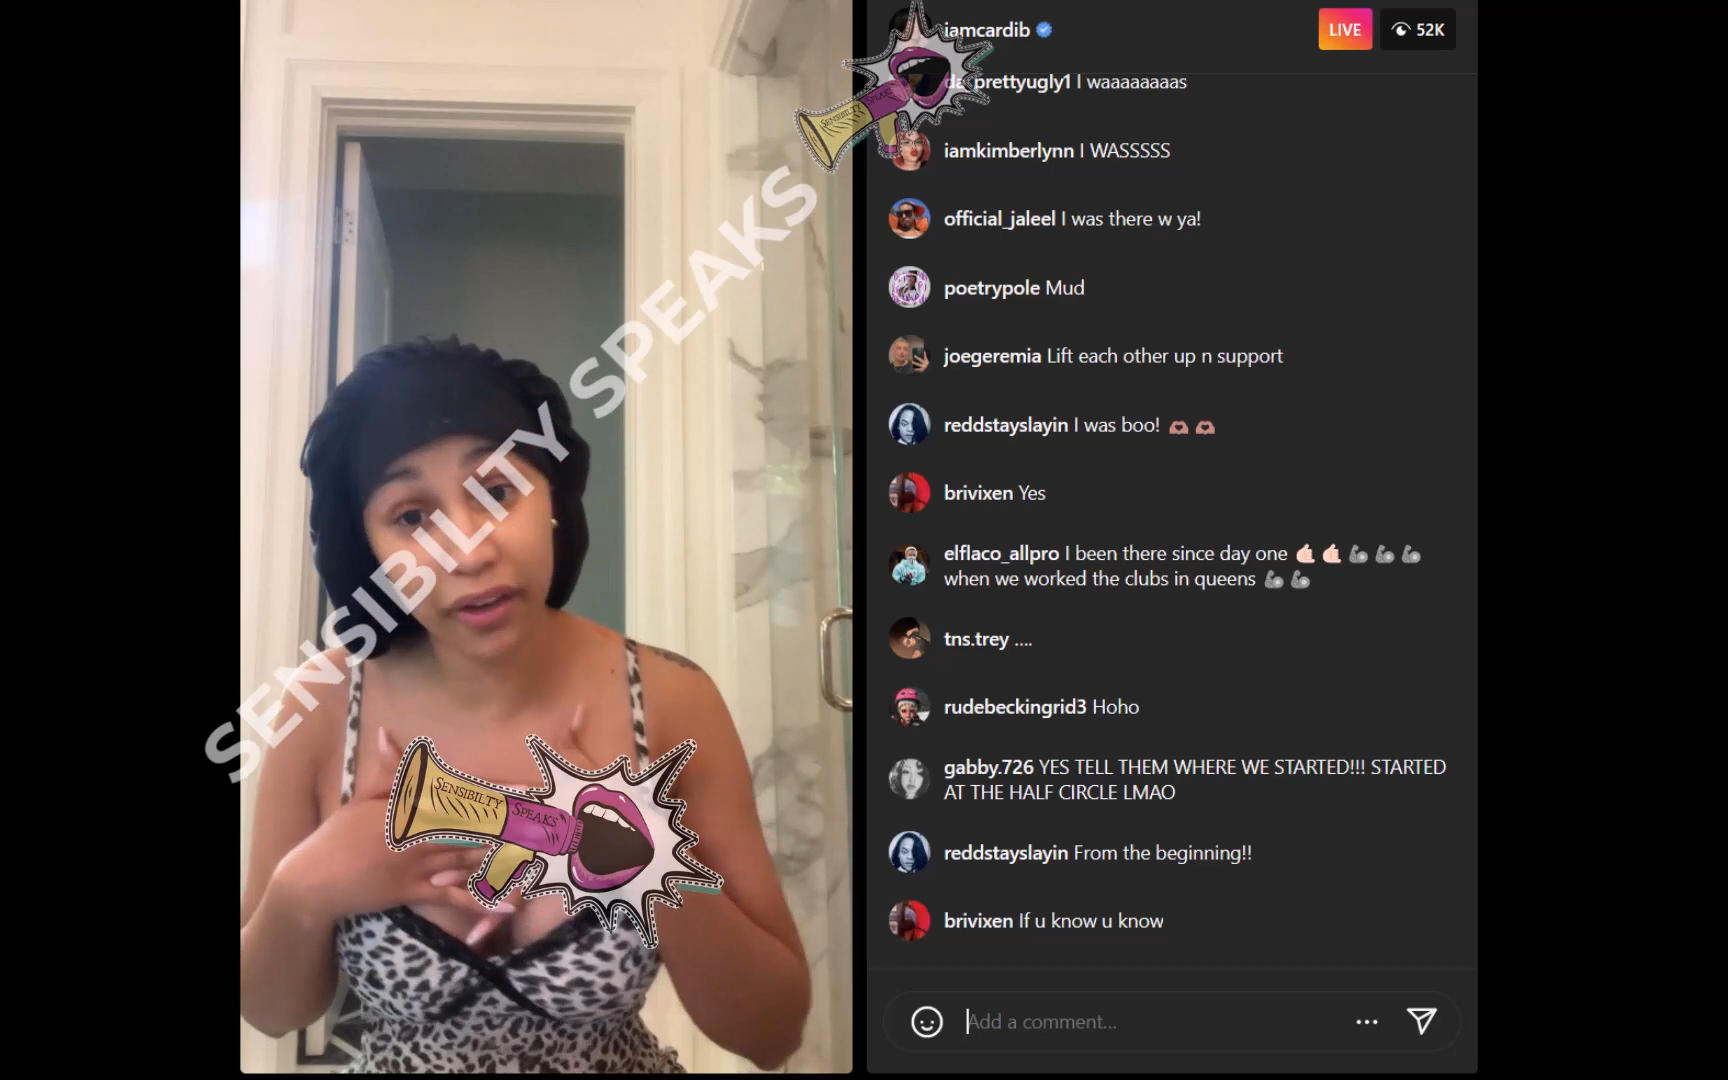 iamcardib
LIVE
52K
prettyugly1 I waaaaaaaas
iamkimberlynn I WASSSSS
official_jaleel I was there w ya!
poetrypole Mud
joegeremia Lift each other up n support
reddstayslayin I was boo! 🫶🏽 🫶🏽
brivixen Yes
elflaco_allpro I been there since day one 🤙🏻 🤙🏻 🦾 🦾 🦾
when we worked the clubs in queens 🦾 🦾
tns.trey ....
rudebeckingrid3 Hoho
gabby.726 YES TELL THEM WHERE WE STARTED!!! STARTED
AT THE HALF CIRCLE LMAO
reddstayslayin From the beginning!!
brivixen If u know u know
Add a comment...
SENSIBILITY SPEAKS
SENSIBILTY SPEAKS
SENSIBILTY SPEAKS